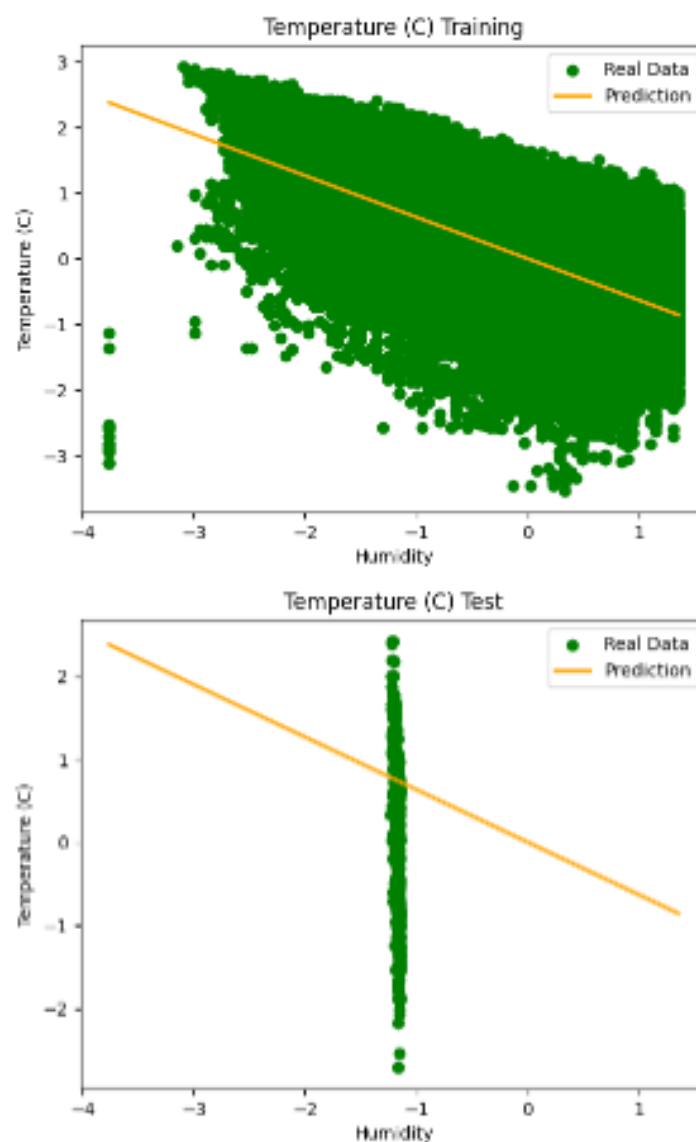 Temperature (C) Training
3
2
1
0
−1
−2
−3
Temperature (C)
Real Data
Prediction
−4
−3
−2
−1
0
1
Humidity
Temperature (C) Test
2
1
0
−1
−2
Temperature (C)
Real Data
Prediction
−4
−3
−2
−1
0
1
Humidity